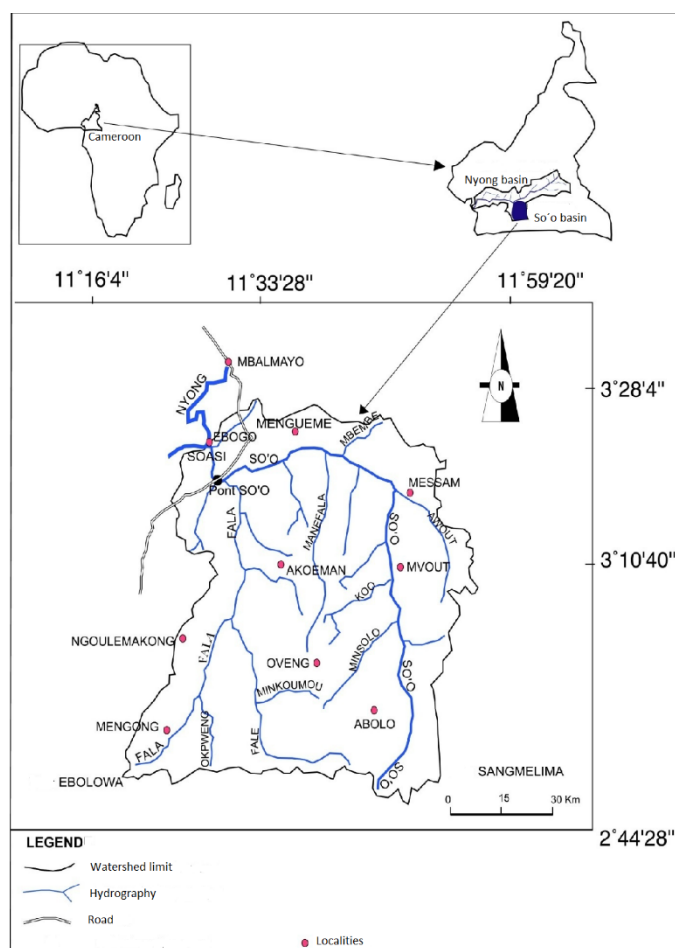 Cameroon
Nyong basin
So´o basin
11°16'4"
11°33'28"
11°59'20"
N
MBALMAYO
3°28'4"
NYONG
MENGUEME
MBEMBE
EBOGO
SOASI
SO'O
Pont SO'O
MESSAM
AWOUT
FALA
MANEFALA
SO'O
3°10'40"
AKOEMAN
MVOUT
KOO
NGOULEMAKONG
FALA
OVENG
MINSOLO
SO'O
MINKOUMOU
ABOLO
MENGONG
FALA
OKPWENG
FALE
SO'O
EBOLOWA
SANGMELIMA
0 15 30 Km
2°44'28"
LEGEND
Watershed limit
Hydrography
Road
Localities